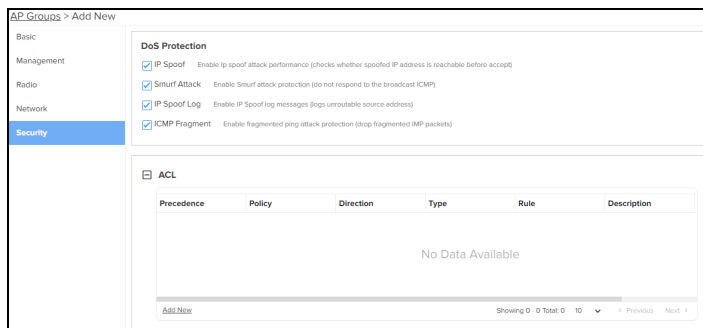 AP Groups > Add New
Basic
Management
Radio
Network
Security
DoS Protection
IP Spoof Enable Ip spoof attack performance (checks whether spoofed IP address is reachable before accept)
Smurf Attack Enable Smurf attack protection (do not respond to the broadcast ICMP)
IP Spoof Log Enable IP Spoof log messages (logs unroutable source address)
ICMP Fragment Enable fragmented ping attack protection (drop fragmented IMP packets)
ACL
Precedence Policy Direction Type Rule Description
No Data Available
Add New Showing 0 - 0 Total: 0 10 < Previous Next >